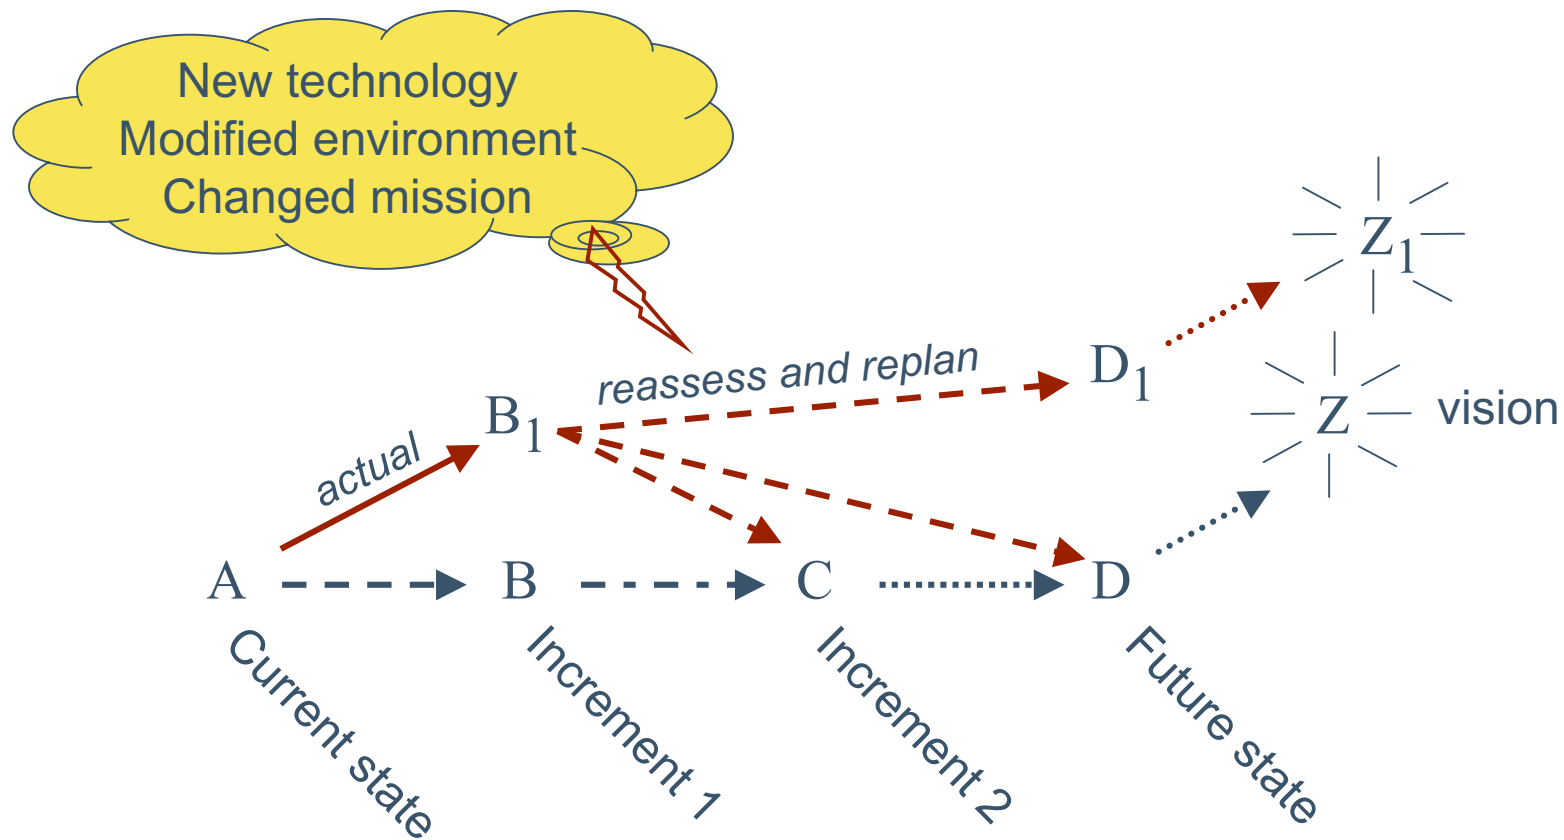 New technology
Modified environment
Changed mission
Z₁
reassess and replan
D₁
B₁
Z
vision
actual
A
B
C
D
Current state
Increment 1
Increment 2
Future state